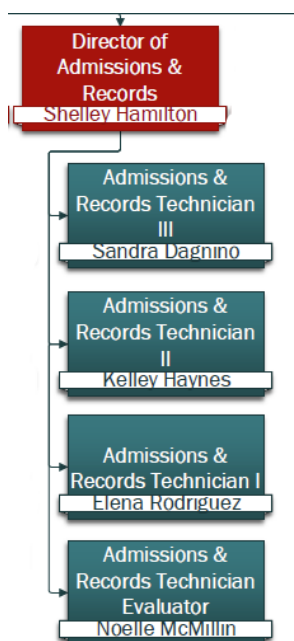 Director of
Admissions &
Records
Shelley Hamilton
Admissions &
Records Technician
III
Sandra Dagnino
Admissions &
Records Technician
II
Kelley Haynes
Admissions &
Records Technician I
Elena Rodriguez
Admissions &
Records Technician
Evaluator
Noelle McMillin